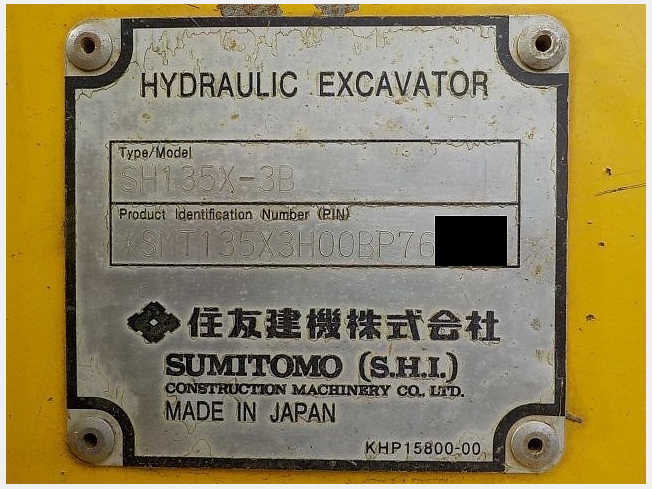 HYDRAULIC EXCAVATOR
Type/Model
SH135X-3B
Product Identification Number (PIN)
*SMT135X3H00BP76
住友建機株式会社
SUMITOMO (S.H.I.)
CONSTRUCTION MACHINERY CO., LTD.
MADE IN JAPAN
KHP15800-00